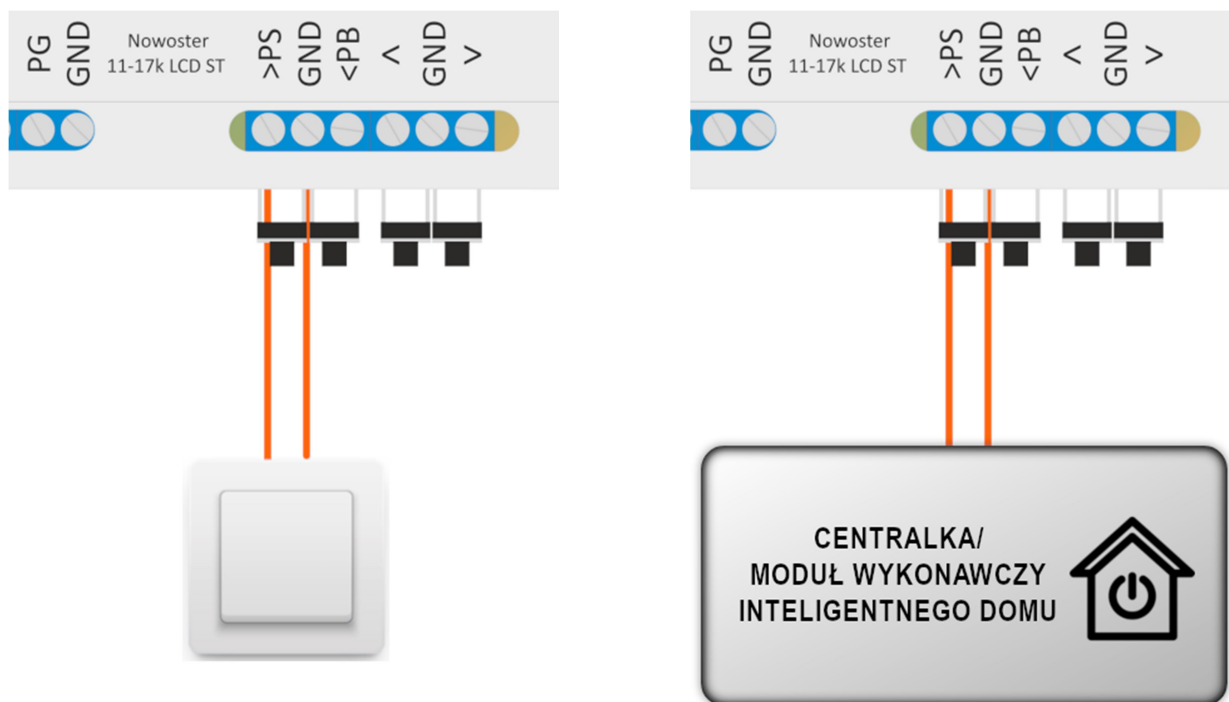 PG GND Nowoster >PS GND <PB < GND >
11-17k LCD ST
PG GND Nowoster >PS GND <PB < GND >
11-17k LCD ST
CENTRALKA/
MODUŁ WYKONAWCZY
INTELIGENTNEGO DOMU